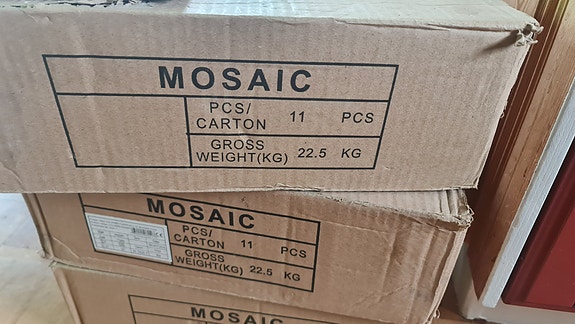 MOSAIC
PCS/
CARTON 11 PCS
GROSS
WEIGHT(KG) 22.5 KG
MOSAIC
PCS/
CARTON 11 PCS
GROSS
WEIGHT(KG) 22.5 KG
MOSAIC